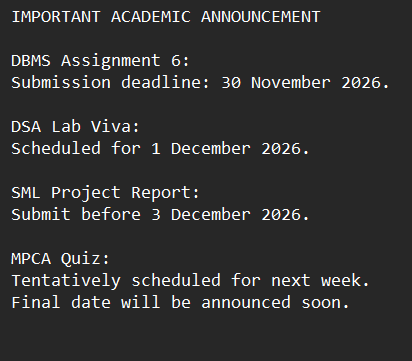 IMPORTANT ACADEMIC ANNOUNCEMENT
DBMS Assignment 6:
Submission deadline: 30 November 2026.
DSA Lab Viva:
Scheduled for 1 December 2026.
SML Project Report:
Submit before 3 December 2026.
MPCA Quiz:
Tentatively scheduled for next week.
Final date will be announced soon.